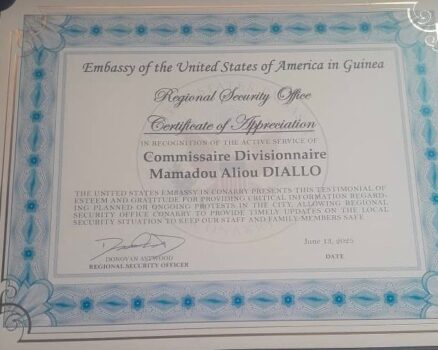 Embassy of the United States of America in Guinea
Regional Security Office
Certificate of Appreciation
IN RECOGNITION OF THE ACTIVE SERVICE OF
Commissaire Divisionnaire
Mamadou Aliou DIALLO
THE UNITED STATES EMBASSY IN CONAKRY PRESENTS THIS TESTIMONIAL OF
ESTEEM AND GRATITUDE FOR PROVIDING CRITICAL INFORMATION REGARD-
ING PLANNED OR ONGOING PROTESTS IN THE CITY, ALLOWING REGIONAL
SECURITY OFFICE CONAKRY TO PROVIDE TIMELY UPDATES ON THE LOCAL
SECURITY SITUATION TO KEEP OUR STAFF AND FAMILY MEMBERS SAFE
June 13, 2025
DONOVAN
REGIONAL SECURITY OFFICER
DATE